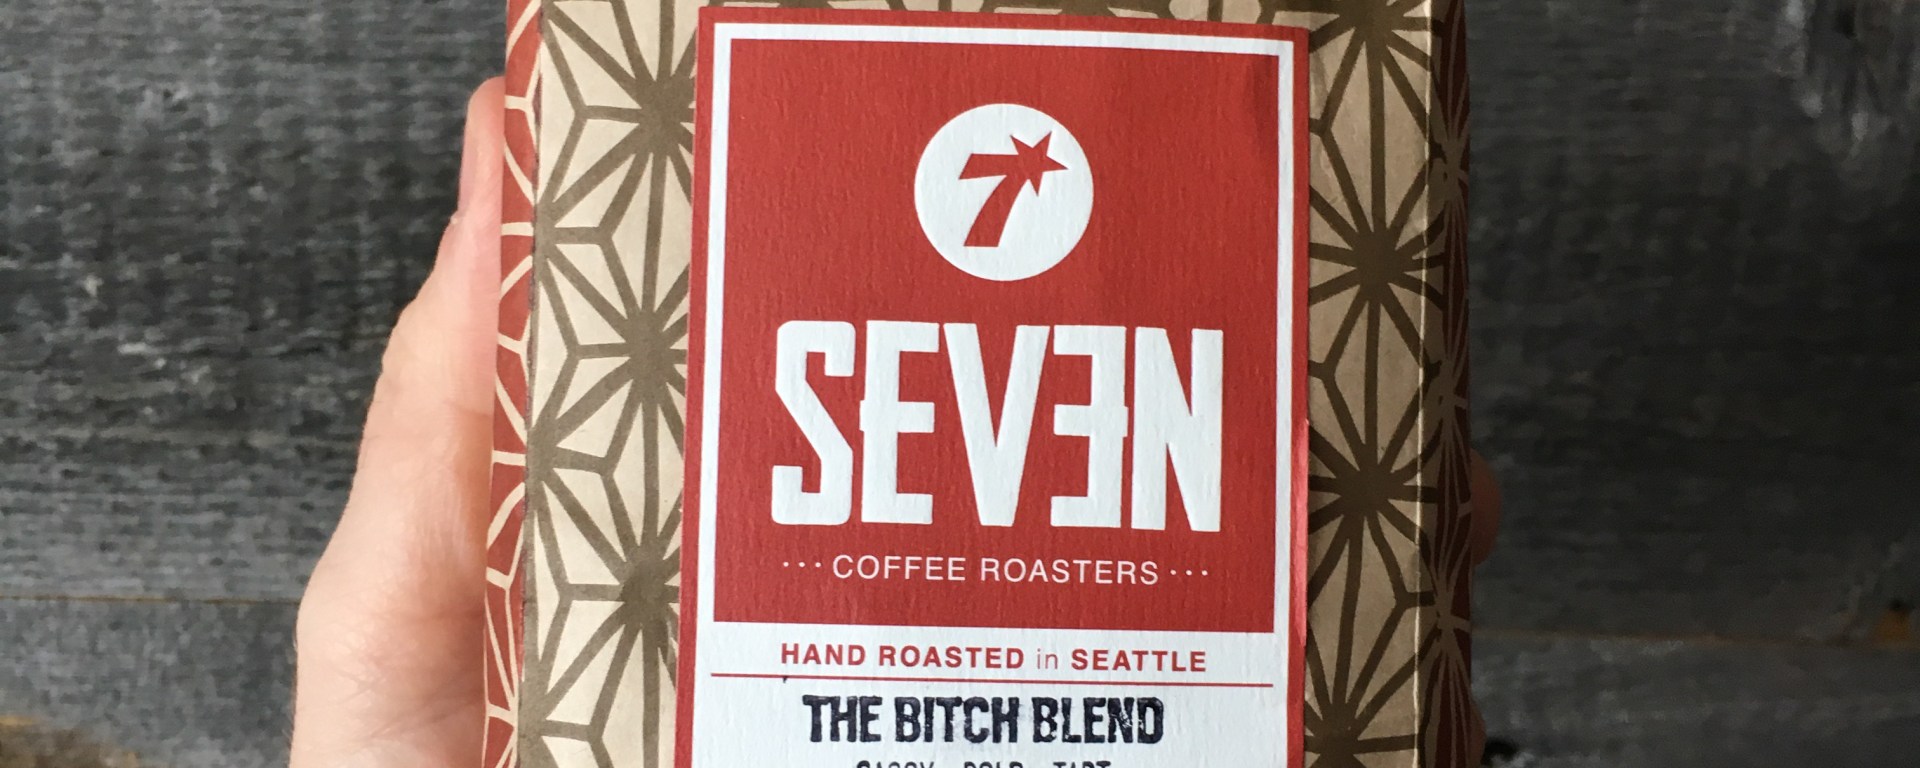 7
SEVEN
··· COFFEE ROASTERS ···
HAND ROASTED in SEATTLE
THE BITCH BLEND